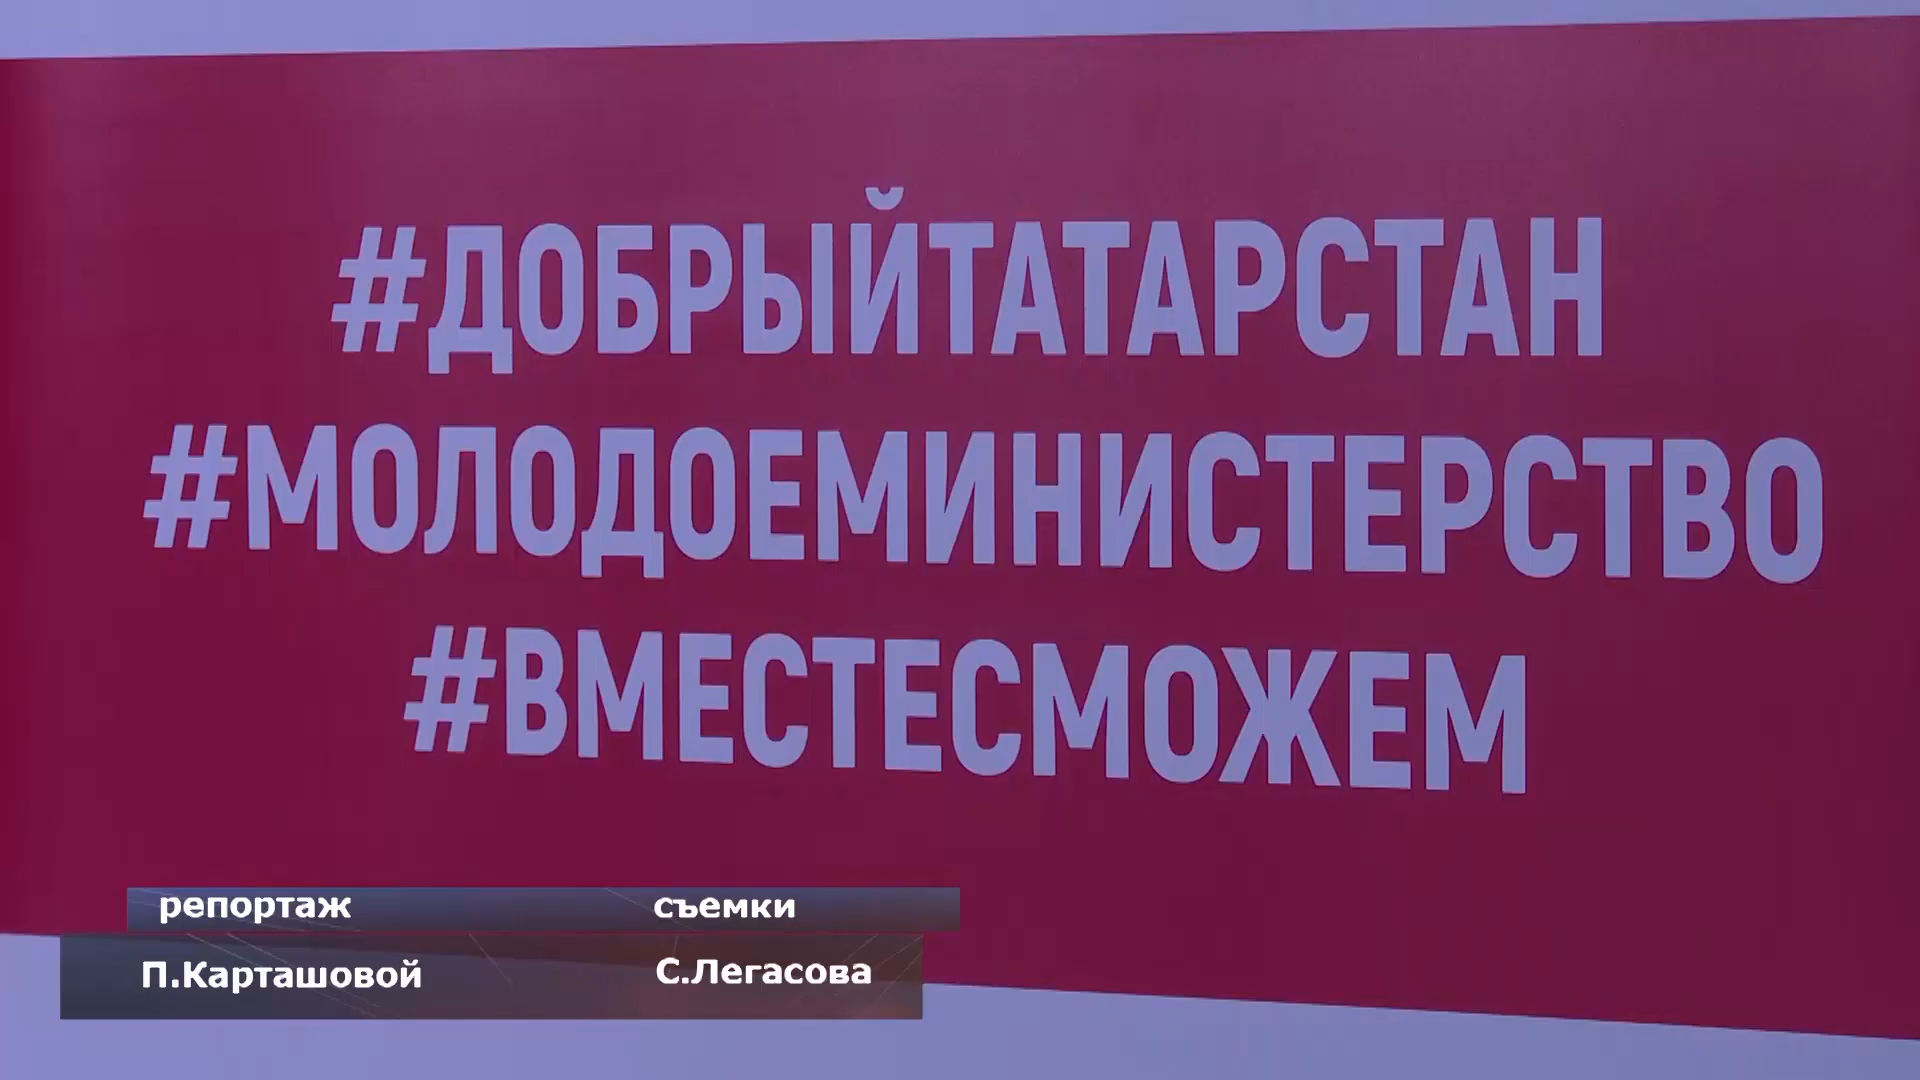 #ДОБРЫЙТАТАРСТАН
#МОЛОДОЕМИНИСТЕРСТВО
#ВМЕСТЕСМОЖЕМ
репортаж съемки
П.Карташовой С.Легасова